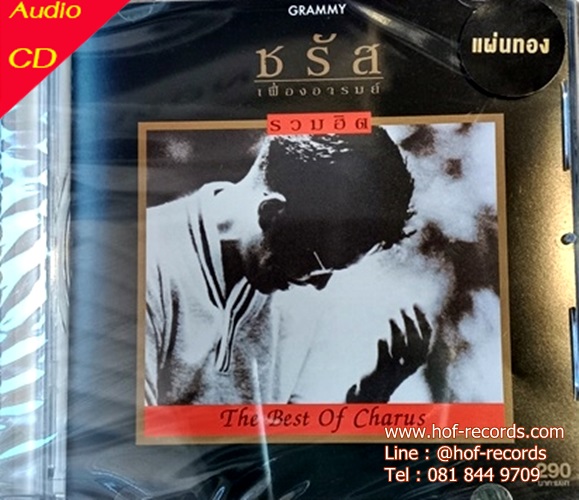 Audio
CD
GRAMMY
แผ่นทอง
ชรัส
เฟื่องอารมย์
รวมฮิต
The Best Of Charus
www.hof-records.com
Line : @hof-records
Tel : 081 844 9709
290